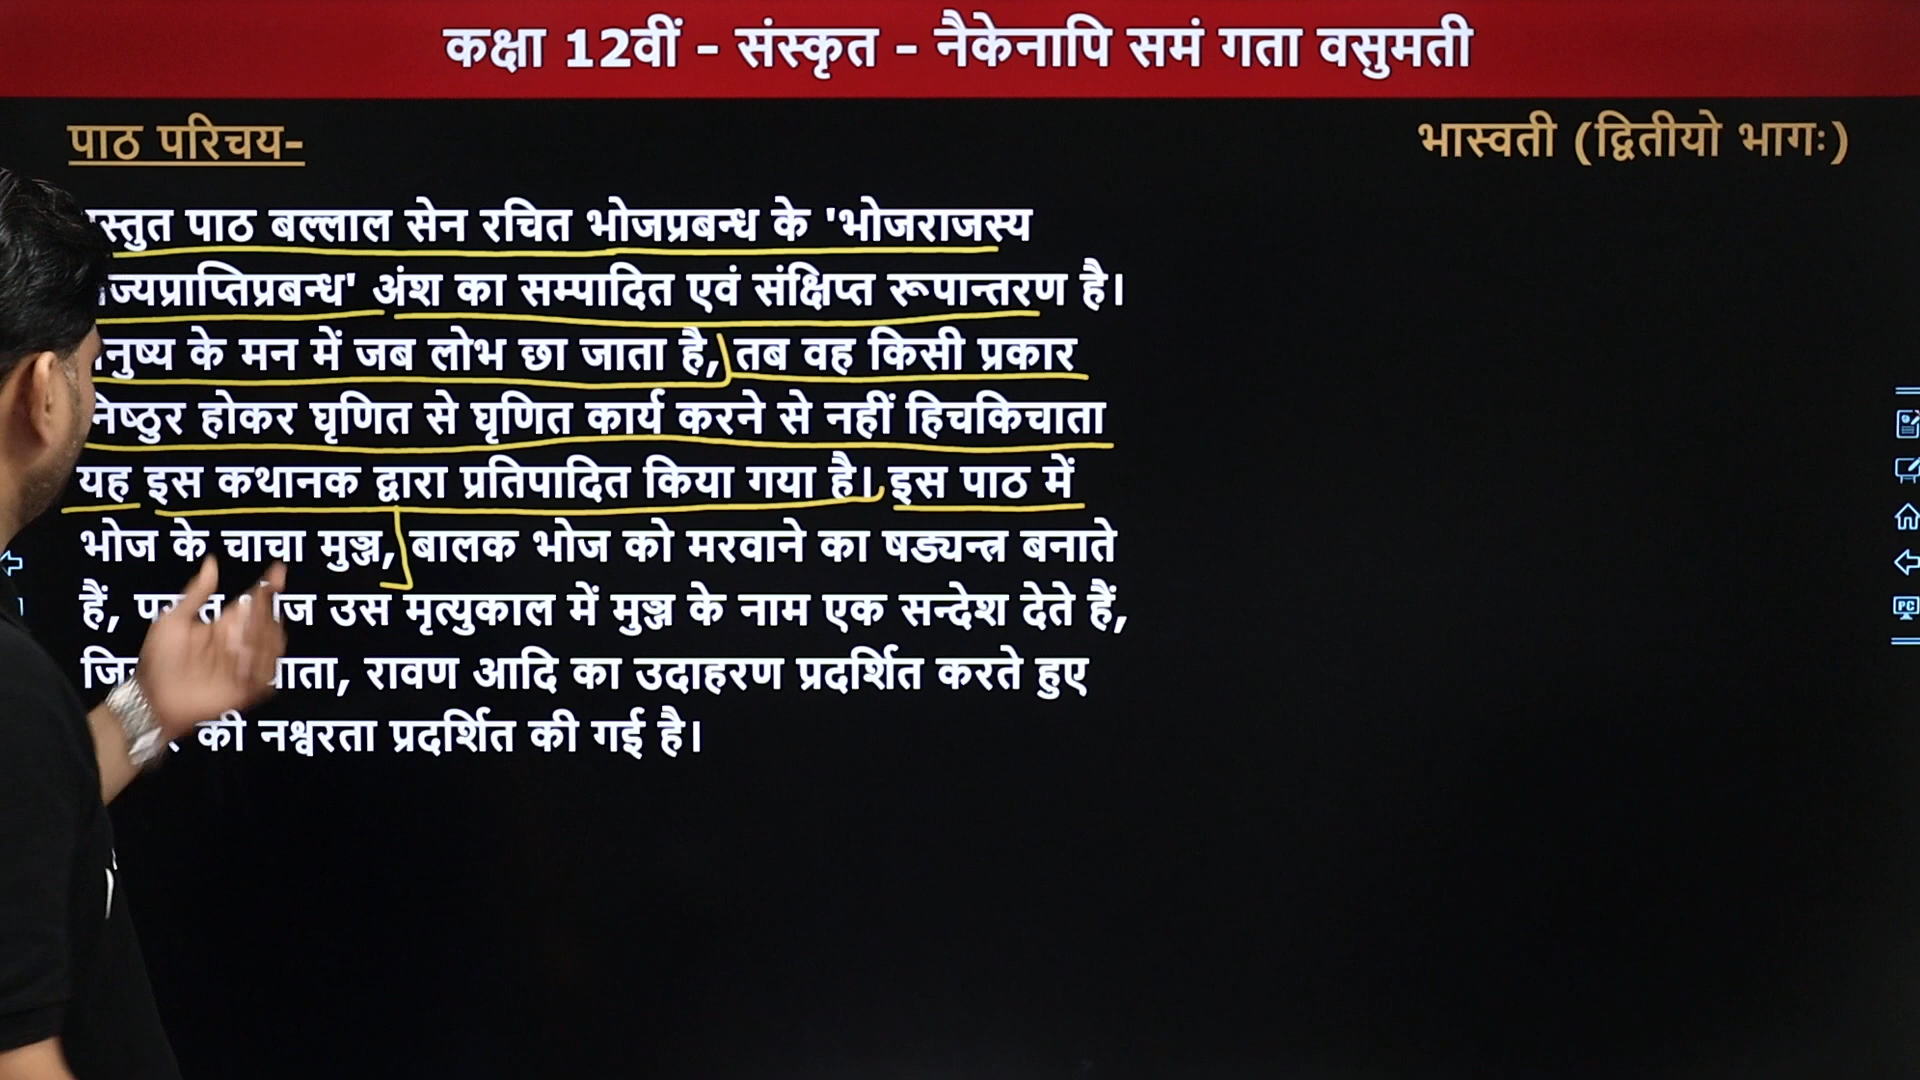 कक्षा 12वीं - संस्कृत - नैकेनापि समं गता वसुमती
पाठ परिचय-
भास्वती (द्वितीयो भागः)
पाठ बल्लाल सेन रचित भोजप्रबन्ध के 'भोजराजस्य
अंश का सम्पादित एवं संक्षिप्त रूपान्तरण है।
के मन में जब लोभ छा जाता है, तब वह किसी प्रकार
निष्ठुर होकर घृणित से घृणित कार्य करने से नहीं हिचकिचाता
यह इस कथानक द्वारा प्रतिपादित किया गया है। इस पाठ में
भोज के चाचा मुञ्ज, बालक भोज को मरवाने का षड्यन्त्र बनाते
हैं, उस मृत्युकाल में मुञ्ज के नाम एक सन्देश देते हैं,
रावण आदि का उदाहरण प्रदर्शित करते हुए
की नश्वरता प्रदर्शित की गई है।
PC